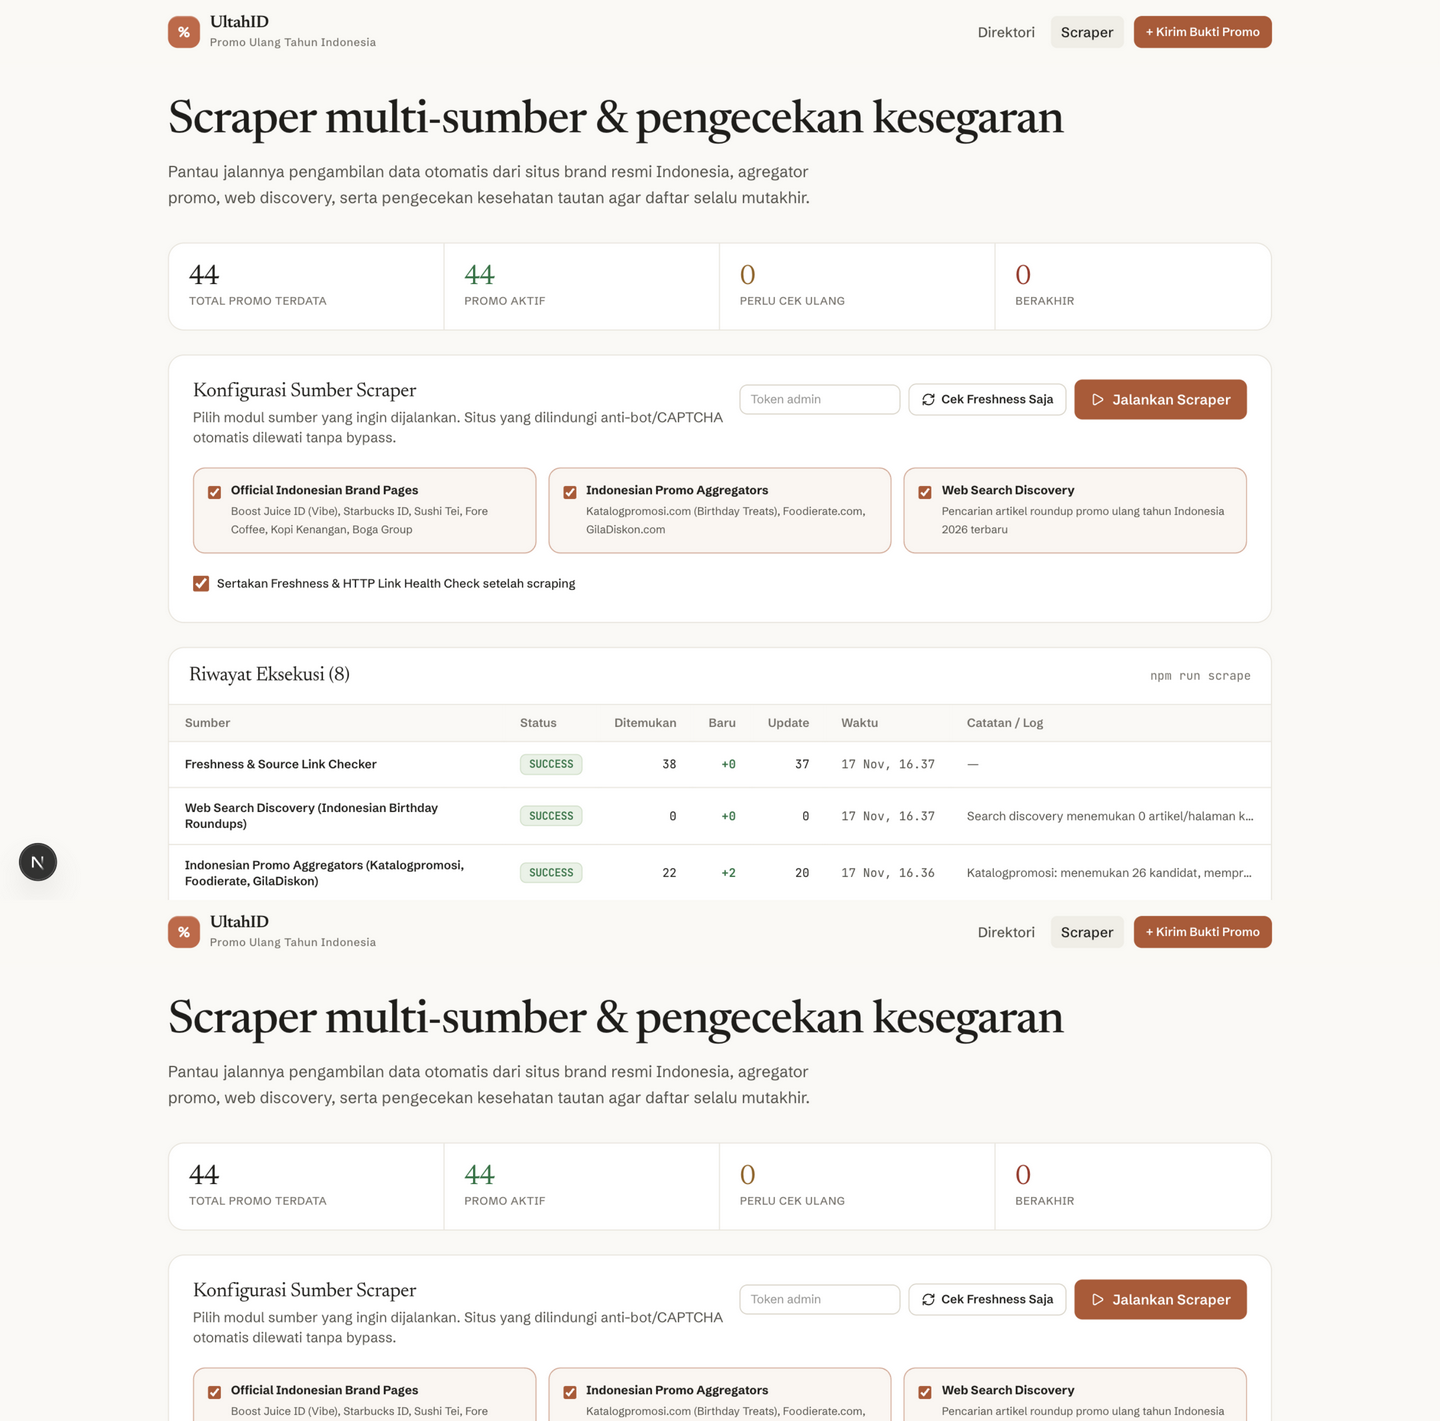 %
UltahID
Promo Ulang Tahun Indonesia
Direktori
Scraper
+ Kirim Bukti Promo
Scraper multi-sumber & pengecekan kesegaran
Pantau jalannya pengambilan data otomatis dari situs brand resmi Indonesia, agregator
promo, web discovery, serta pengecekan kesehatan tautan agar daftar selalu mutakhir.
44
TOTAL PROMO TERDATA
44
PROMO AKTIF
0
PERLU CEK ULANG
0
BERAKHIR
Konfigurasi Sumber Scraper
Pilih modul sumber yang ingin dijalankan. Situs yang dilindungi anti-bot/CAPTCHA
otomatis dilewati tanpa bypass.
Token admin
Cek Freshness Saja
Jalankan Scraper
Official Indonesian Brand Pages
Boost Juice ID (Vibe), Starbucks ID, Sushi Tei, Fore
Coffee, Kopi Kenangan, Boga Group
Indonesian Promo Aggregators
Katalogpromosi.com (Birthday Treats), Foodierate.com,
GilaDiskon.com
Web Search Discovery
Pencarian artikel roundup promo ulang tahun Indonesia
2026 terbaru
Sertakan Freshness & HTTP Link Health Check setelah scraping
Riwayat Eksekusi (8)
npm run scrape
Sumber Status Ditemukan Baru Update Waktu Catatan / Log
Freshness & Source Link Checker SUCCESS 38 +0 37 17 Nov, 16.37 —
Web Search Discovery (Indonesian Birthday
Roundups) SUCCESS 0 +0 0 17 Nov, 16.37 Search discovery menemukan 0 artikel/halaman k...
Indonesian Promo Aggregators (Katalogpromosi,
Foodierate, GilaDiskon) SUCCESS 22 +2 20 17 Nov, 16.36 Katalogpromosi: menemukan 26 kandidat, mempr...
N
%
UltahID
Promo Ulang Tahun Indonesia
Direktori
Scraper
+ Kirim Bukti Promo
Scraper multi-sumber & pengecekan kesegaran
Pantau jalannya pengambilan data otomatis dari situs brand resmi Indonesia, agregator
promo, web discovery, serta pengecekan kesehatan tautan agar daftar selalu mutakhir.
44
TOTAL PROMO TERDATA
44
PROMO AKTIF
0
PERLU CEK ULANG
0
BERAKHIR
Konfigurasi Sumber Scraper
Pilih modul sumber yang ingin dijalankan. Situs yang dilindungi anti-bot/CAPTCHA
otomatis dilewati tanpa bypass.
Token admin
Cek Freshness Saja
Jalankan Scraper
Official Indonesian Brand Pages
Boost Juice ID (Vibe), Starbucks ID, Sushi Tei, Fore
Indonesian Promo Aggregators
Katalogpromosi.com (Birthday Treats), Foodierate.com,
Web Search Discovery
Pencarian artikel roundup promo ulang tahun Indonesia